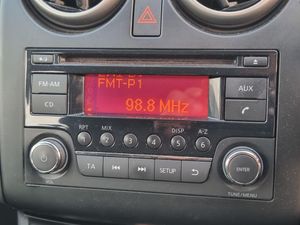 FMT-P1
98.8 MHz
FM-AM
CD
AUX
RPT MIX DISP A-Z
1 2 3 4 5 6
TA SETUP
ENTER
VOL
TUNE/MENU